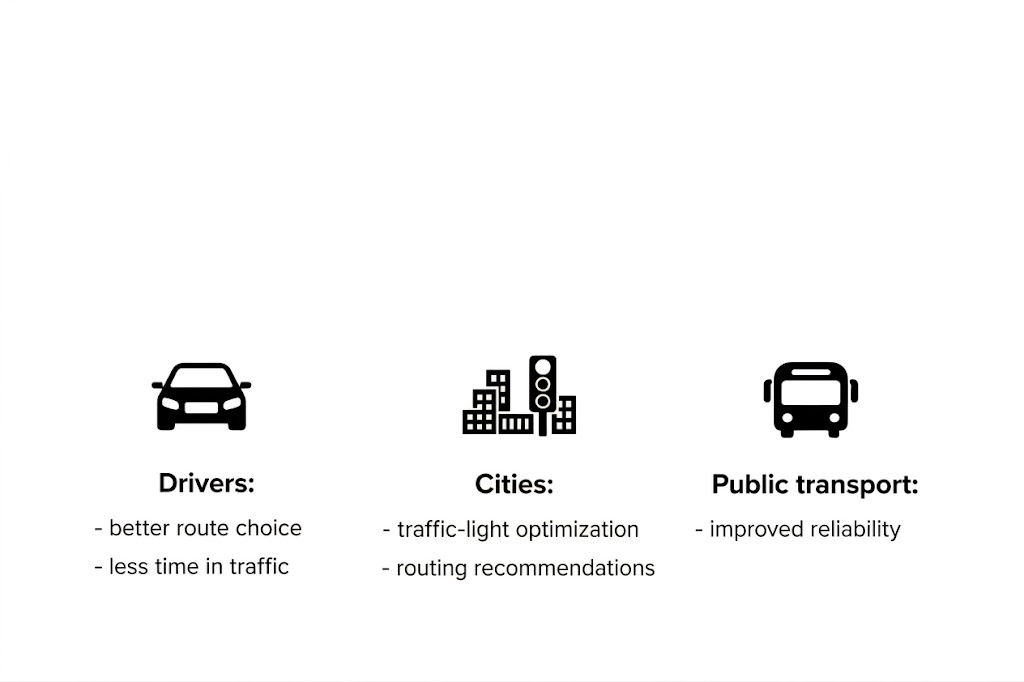 Drivers:
- better route choice
- less time in traffic
Cities:
- traffic-light optimization
- routing recommendations
Public transport:
- improved reliability